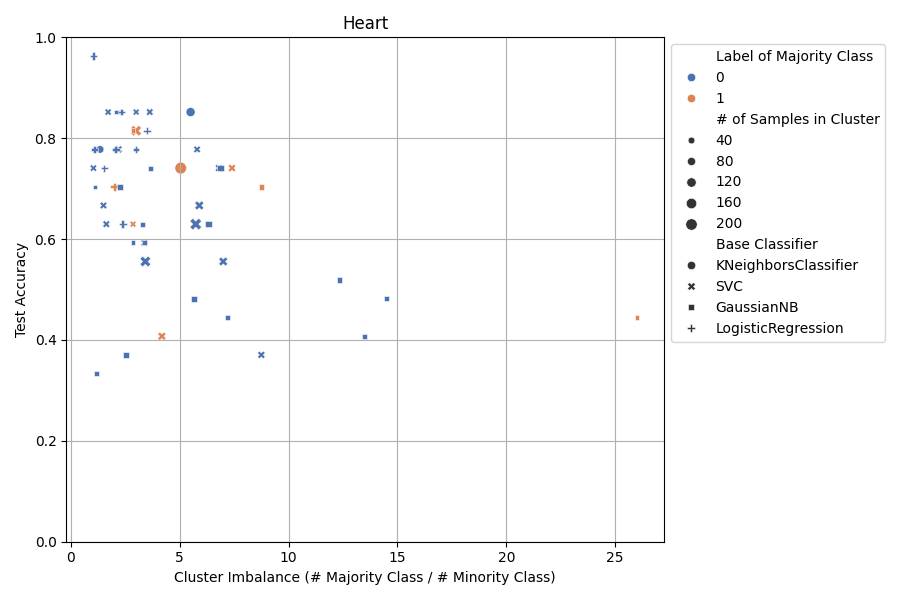 Heart
1.0
0.8
0.6
0.4
0.2
0.0
Test Accuracy
0
5
10
15
20
25
Cluster Imbalance (# Majority Class / # Minority Class)
Label of Majority Class
0
1
# of Samples in Cluster
40
80
120
160
200
Base Classifier
KNeighborsClassifier
SVC
GaussianNB
LogisticRegression